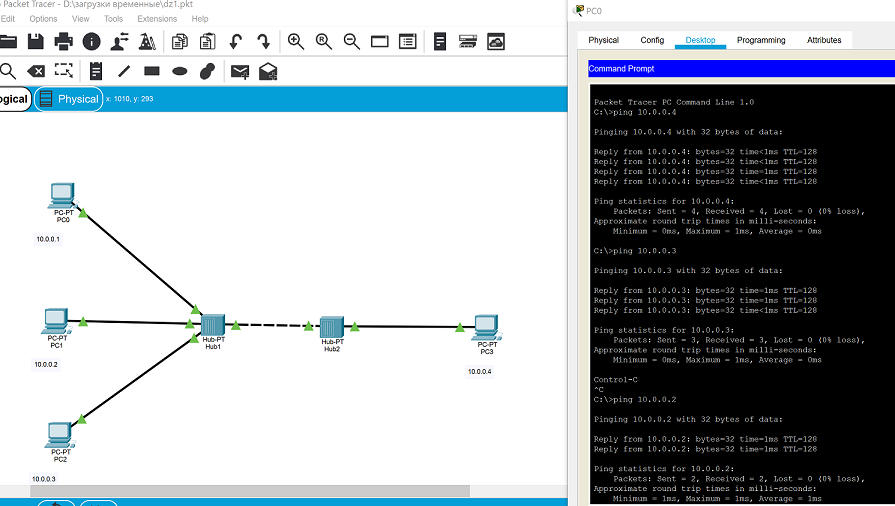 Packet Tracer - D:\загрузки временные\dz1.pkt
Edit Options View Tools Extensions Help
ogical
Physical
x: 1010, y: 293
PC-PT
PC0
10.0.0.1
PC-PT
PC1
10.0.0.2
PC-PT
PC2
10.0.0.3
Hub-PT
Hub1
Hub-PT
Hub2
PC-PT
PC3
10.0.0.4
PC0
Physical Config Desktop Programming Attributes
Command Prompt
Packet Tracer PC Command Line 1.0
C:\>ping 10.0.0.4
Pinging 10.0.0.4 with 32 bytes of data:
Reply from 10.0.0.4: bytes=32 time<1ms TTL=128
Reply from 10.0.0.4: bytes=32 time<1ms TTL=128
Reply from 10.0.0.4: bytes=32 time=1ms TTL=128
Reply from 10.0.0.4: bytes=32 time<1ms TTL=128
Ping statistics for 10.0.0.4:
Packets: Sent = 4, Received = 4, Lost = 0 (0% loss),
Approximate round trip times in milli-seconds:
Minimum = 0ms, Maximum = 1ms, Average = 0ms
C:\>ping 10.0.0.3
Pinging 10.0.0.3 with 32 bytes of data:
Reply from 10.0.0.3: bytes=32 time=1ms TTL=128
Reply from 10.0.0.3: bytes=32 time=1ms TTL=128
Reply from 10.0.0.3: bytes=32 time<1ms TTL=128
Ping statistics for 10.0.0.3:
Packets: Sent = 3, Received = 3, Lost = 0 (0% loss),
Approximate round trip times in milli-seconds:
Minimum = 0ms, Maximum = 1ms, Average = 0ms
Control-C
^C
C:\>ping 10.0.0.2
Pinging 10.0.0.2 with 32 bytes of data:
Reply from 10.0.0.2: bytes=32 time=1ms TTL=128
Reply from 10.0.0.2: bytes=32 time=1ms TTL=128
Ping statistics for 10.0.0.2:
Packets: Sent = 2, Received = 2, Lost = 0 (0% loss),
Approximate round trip times in milli-seconds:
Minimum = 1ms, Maximum = 1ms, Average = 1ms